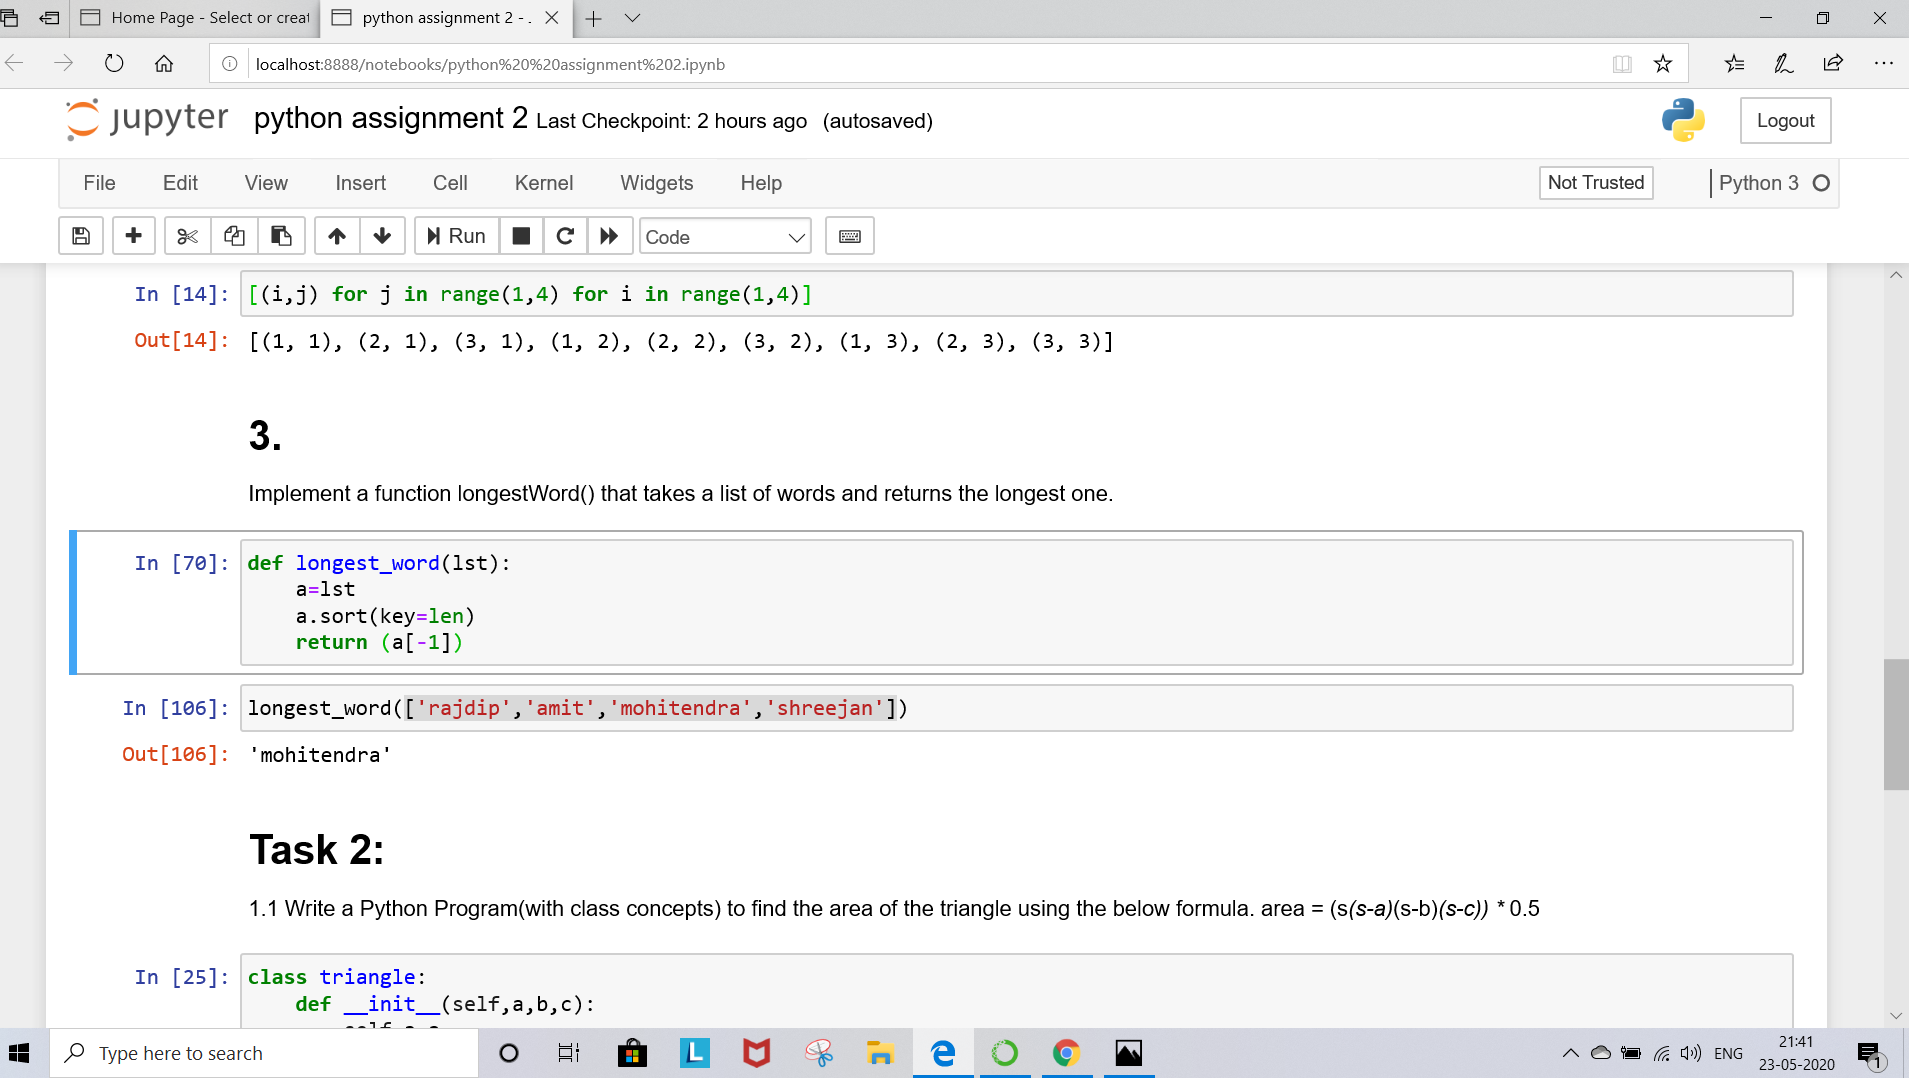 Home Page - Select or creat
python assignment 2 - .
localhost:8888/notebooks/python%20%20assignment%202.ipynb
jupyter python assignment 2 Last Checkpoint: 2 hours ago (autosaved)
Logout
File Edit View Insert Cell Kernel Widgets Help
Not Trusted
Python 3
Run
Code
In [14]: [(i,j) for j in range(1,4) for i in range(1,4)]
Out[14]: [(1, 1), (2, 1), (3, 1), (1, 2), (2, 2), (3, 2), (1, 3), (2, 3), (3, 3)]
3.
Implement a function longestWord() that takes a list of words and returns the longest one.
In [70]: def longest_word(lst):
a=lst
a.sort(key=len)
return (a[-1])
In [106]: longest_word(['rajdip','amit','mohitendra','shreejan'])
Out[106]: 'mohitendra'
Task 2:
1.1 Write a Python Program(with class concepts) to find the area of the triangle using the below formula. area = (s(s-a)(s-b)(s-c)) * 0.5
In [25]: class triangle:
def __init__(self,a,b,c):
Type here to search
L
ENG
21:41
23-05-2020
1